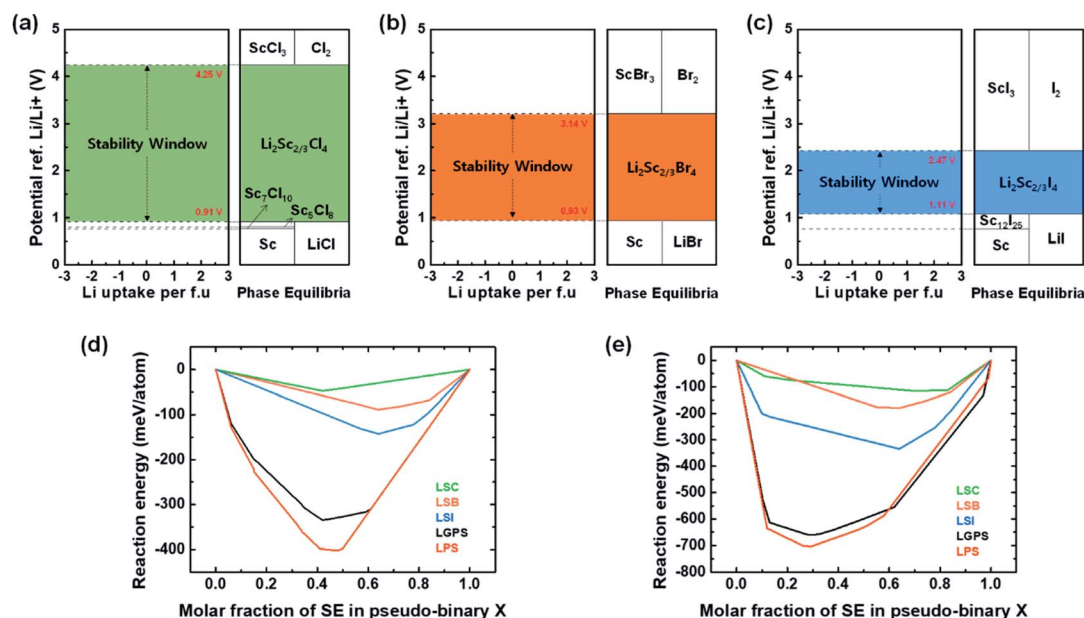 (a)
Potential ref. Li/Li+ (V)
5
4
3
2
1
0
4.25 V
Stability Window
0.91 V
-3 -2 -1 0 1 2 3
Li uptake per f.u
ScCl3 Cl2
Li2Sc2/3Cl4
Sc7Cl10
Sc5Cl8
Sc LiCl
Phase Equilibria
(b)
Potential ref. Li/Li+ (V)
5
4
3
2
1
0
3.14 V
Stability Window
0.93 V
-3 -2 -1 0 1 2 3
Li uptake per f.u
ScBr3 Br2
Li2Sc2/3Br4
Sc LiBr
Phase Equilibria
(c)
Potential ref. Li/Li+ (V)
5
4
3
2
1
0
2.47 V
Stability Window
1.11 V
-3 -2 -1 0 1 2 3
Li uptake per f.u
ScI3 I2
Li2Sc2/3I4
Sc12I25
Sc LiI
Phase Equilibria
(d)
Reaction energy (meV/atom)
0
-100
-200
-300
-400
LSC
LSB
LSI
LGPS
LPS
0.0 0.2 0.4 0.6 0.8 1.0
Molar fraction of SE in pseudo-binary X
(e)
Reaction energy (meV/atom)
0
-100
-200
-300
-400
-500
-600
-700
-800
LSC
LSB
LSI
LGPS
LPS
0.0 0.2 0.4 0.6 0.8 1.0
Molar fraction of SE in pseudo-binary X